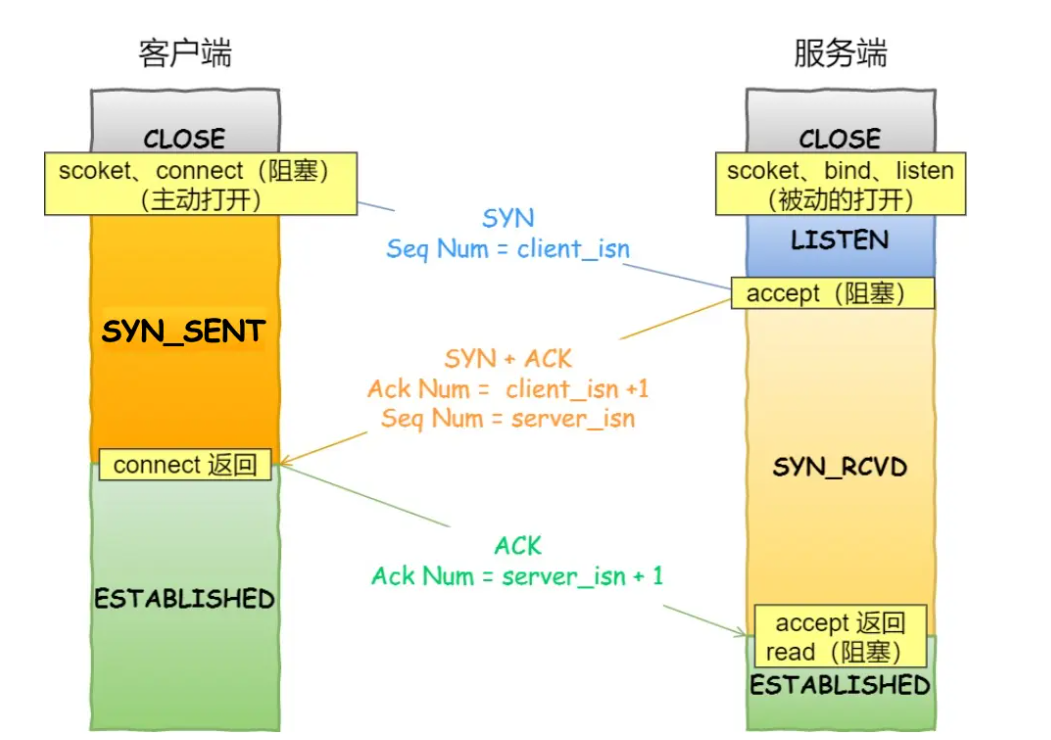 客户端
服务端
CLOSE
CLOSE
scoket、connect（阻塞）
（主动打开）
scoket、bind、listen
（被动的打开）
SYN
Seq Num = client_isn
LISTEN
accept（阻塞）
SYN_SENT
SYN + ACK
Ack Num = client_isn +1
Seq Num = server_isn
connect 返回
SYN_RCVD
ACK
Ack Num = server_isn + 1
ESTABLISHED
accept 返回
read（阻塞）
ESTABLISHED